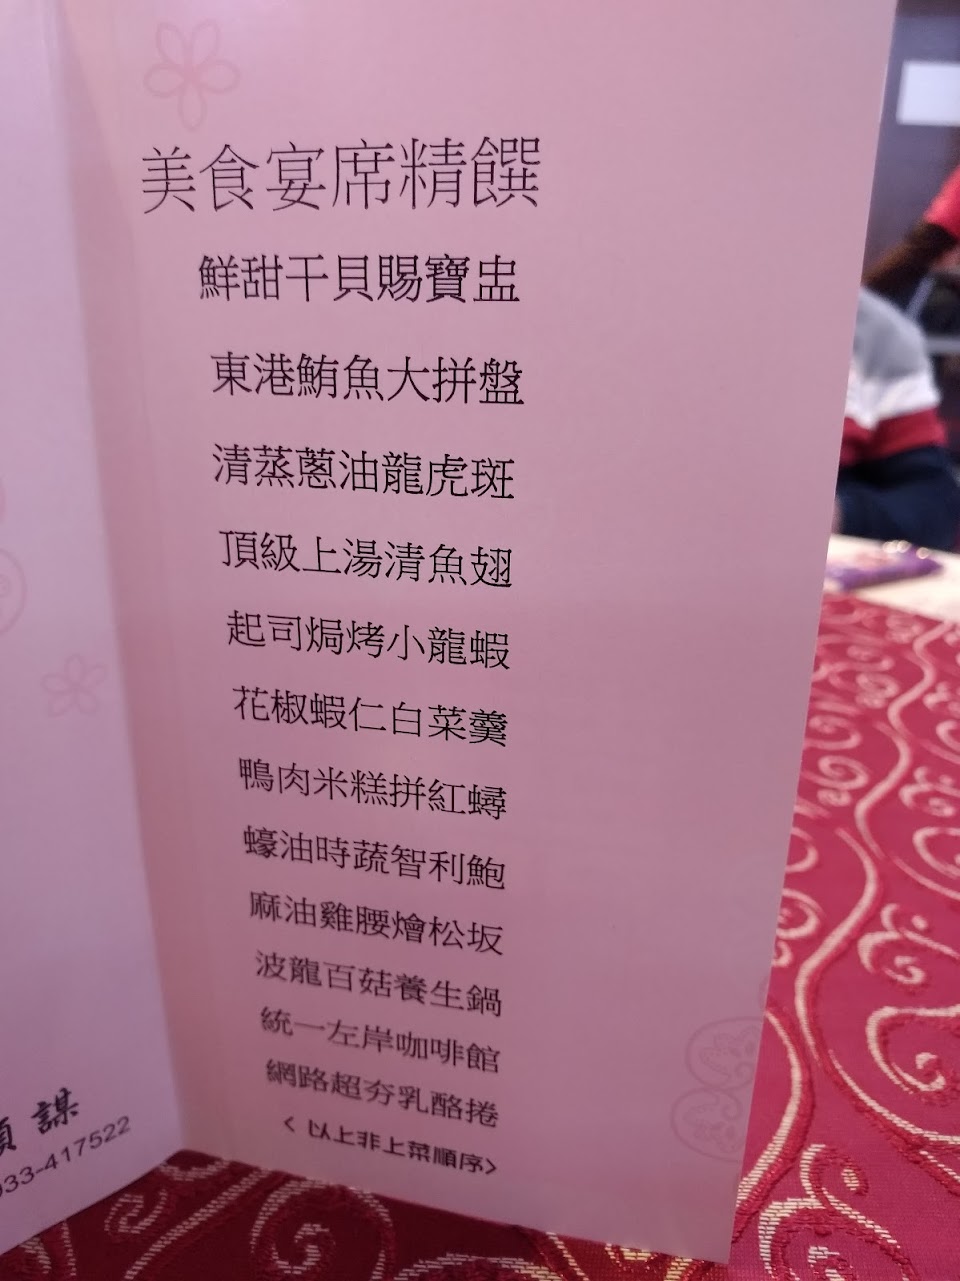 美食宴席精饌
鮮甜干貝賜寶盅
東港鮪魚大拼盤
清蒸蔥油龍虎斑
頂級上湯清魚翅
起司焗烤小龍蝦
花椒蝦仁白菜羹
鴨肉米糕拼紅蟳
蠔油時蔬智利鮑
麻油雞腰燴松坂
波龍百菇養生鍋
統一左岸咖啡館
網路超夯乳酪捲
< 以上非上菜順序>
謀
933-417522